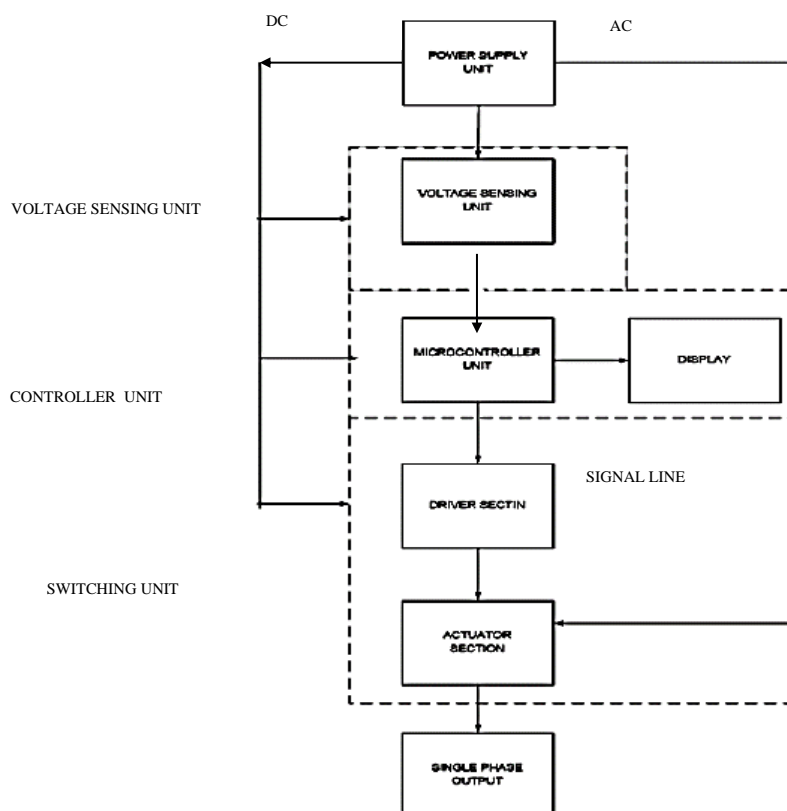 DC
AC
POWER SUPPLY
UNIT
VOLTAGE SENSING UNIT
VOLTAGE SENSING
UNIT
MICROCONTROLLER
UNIT
DISPLAY
CONTROLLER UNIT
DRIVER SECTIN
SIGNAL LINE
SWITCHING UNIT
ACTUATOR
SECTION
SINGLE PHASE
OUTPUT